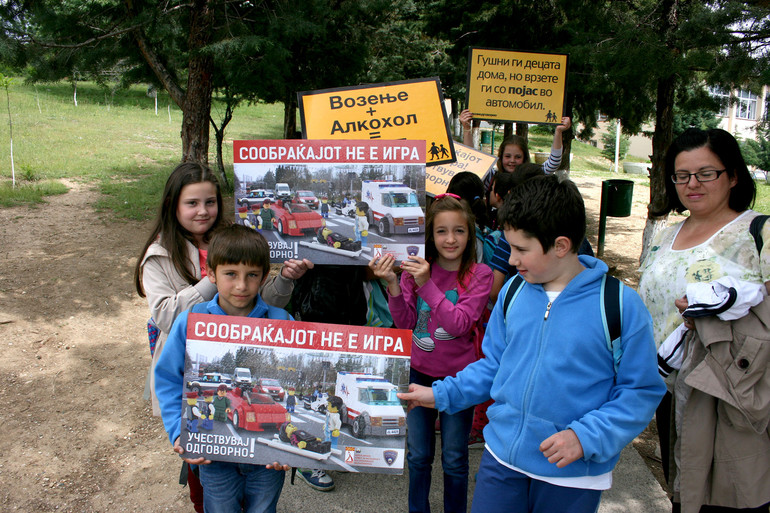 Гушни ги децата
дома, но врзете
ги со појас во
автомобил.
Возење
+
Алкохол
=
СООБРАЌАЈОТ НЕ Е ИГРА
УЧЕСТВУВАЈ
ОДГОВОРНО!
СООБРАЌАЈОТ НЕ Е ИГРА
УЧЕСТВУВАЈ
ОДГОВОРНО!